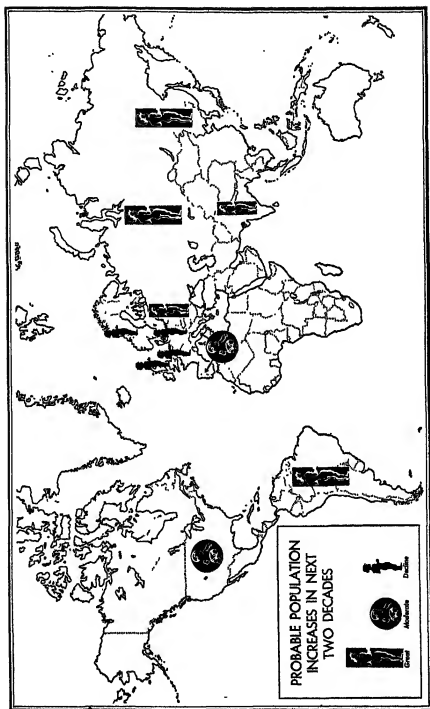 PROBABLE POPULATION
INCREASES IN NEXT
TWO DECADES
Great
Moderate
Decline